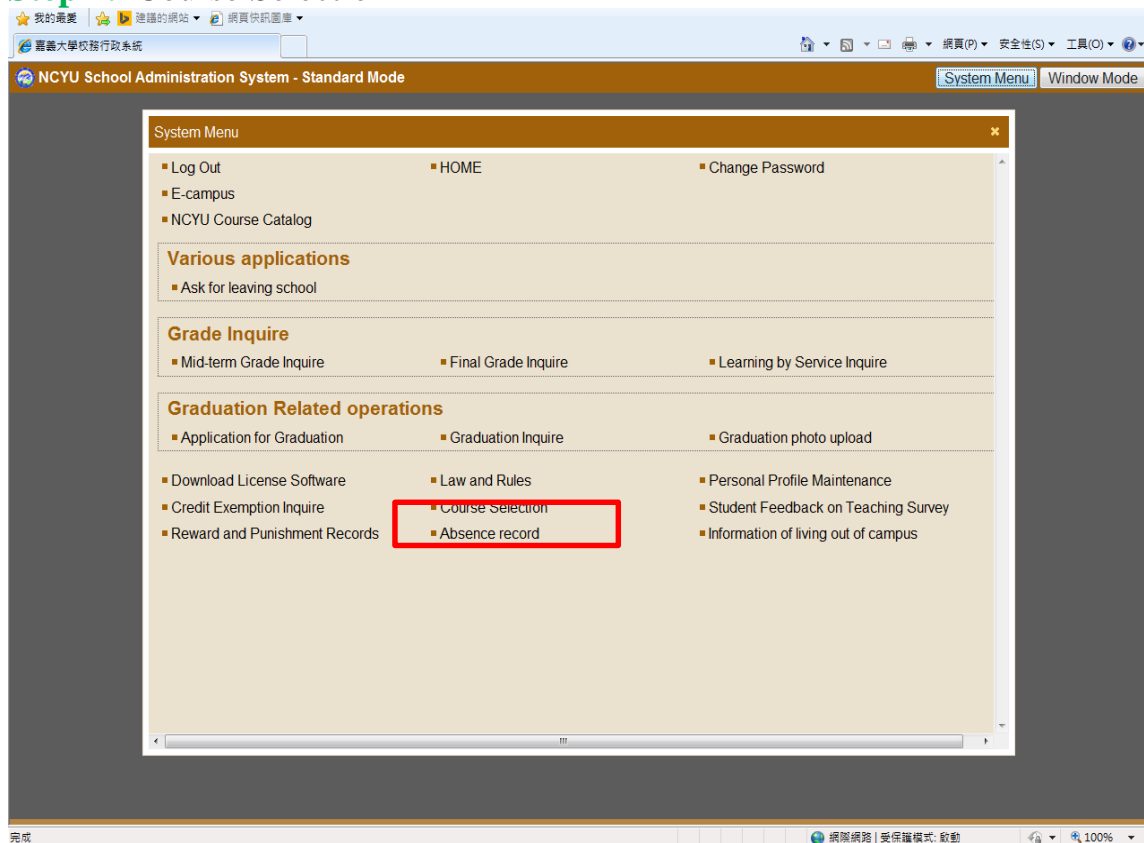 我的最愛 建議的網站 ▼ 網頁快訊圖庫 ▼
嘉義大學校務行政系統 網頁(P) 安全性(S) 工具(O)
NCYU School Administration System - Standard Mode System Menu Window Mode
System Menu
Log Out HOME Change Password
E-campus
NCYU Course Catalog
Various applications
Ask for leaving school
Grade Inquire
Mid-term Grade Inquire Final Grade Inquire Learning by Service Inquire
Graduation Related operations
Application for Graduation Graduation Inquire Graduation photo upload
Download License Software Law and Rules Personal Profile Maintenance
Credit Exemption Inquire Course Selection Student Feedback on Teaching Survey
Reward and Punishment Records Absence record Information of living out of campus
完成 網際網路 | 受保護模式: 啟動 100%